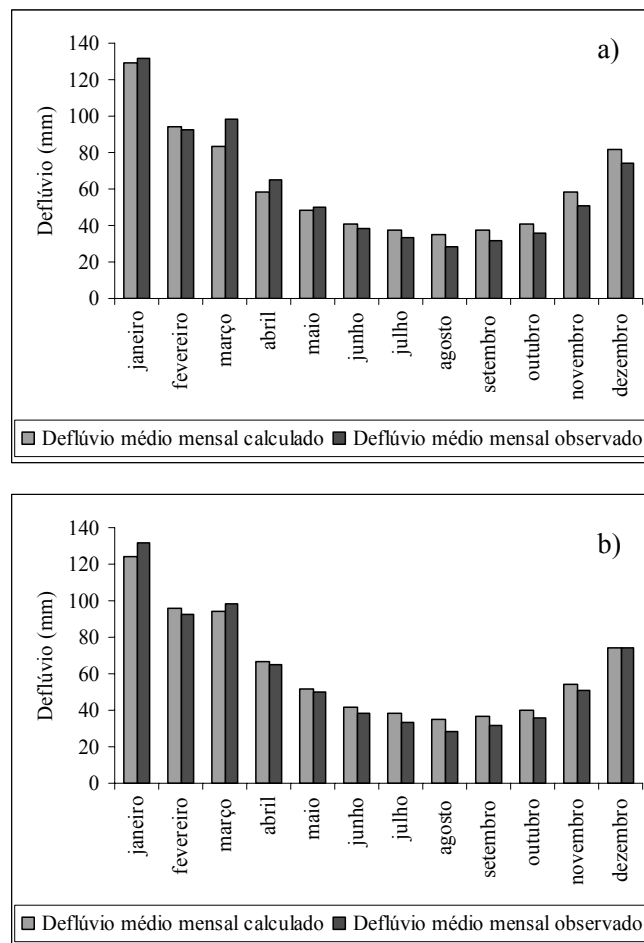 a)
Deflúvio (mm)
140
120
100
80
60
40
20
0
janeiro
fevereiro
março
abril
maio
junho
julho
agosto
setembro
outubro
novembro
dezembro
Deflúvio médio mensal calculado Deflúvio médio mensal observado
b)
Deflúvio (mm)
140
120
100
80
60
40
20
0
janeiro
fevereiro
março
abril
maio
junho
julho
agosto
setembro
outubro
novembro
dezembro
Deflúvio médio mensal calculado Deflúvio médio mensal observado